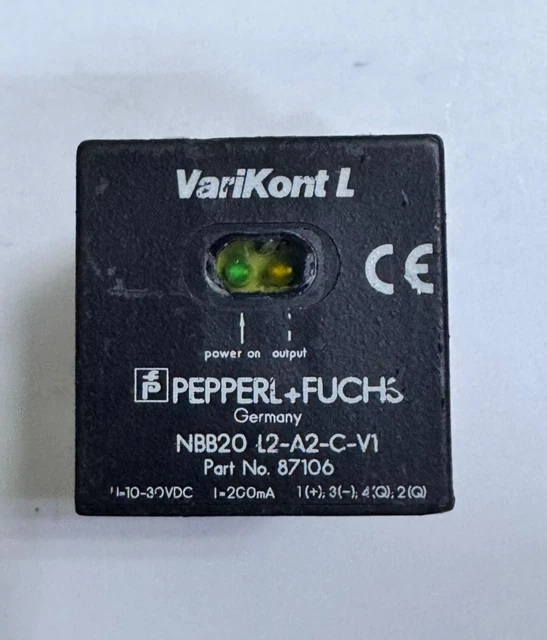 VariKont L
CE
power on output
PEPPERL+FUCHS
Germany
NBB20 L2-A2-C-V1
Part No. 87106
U=10-30VDC I=200mA 1(+), 3(-), 4(Q), 2(Q)